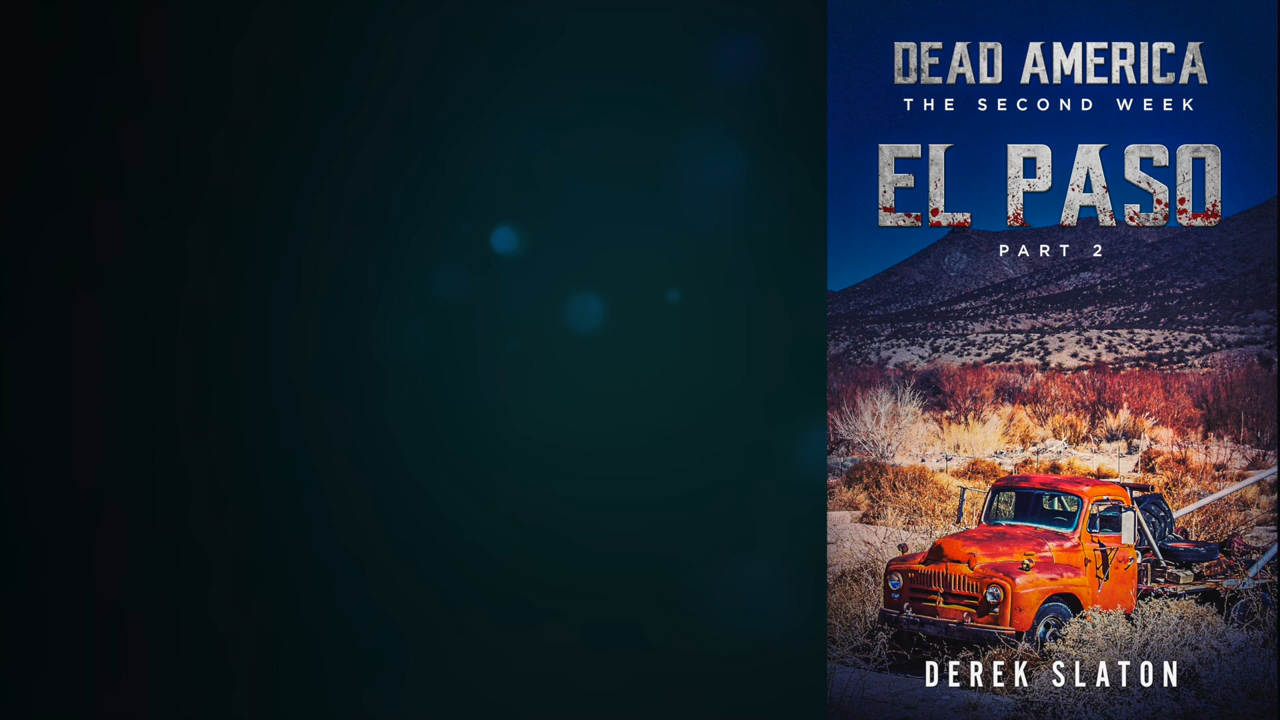 DEAD AMERICA
THE SECOND WEEK
EL PASO
PART 2
DEREK SLATON